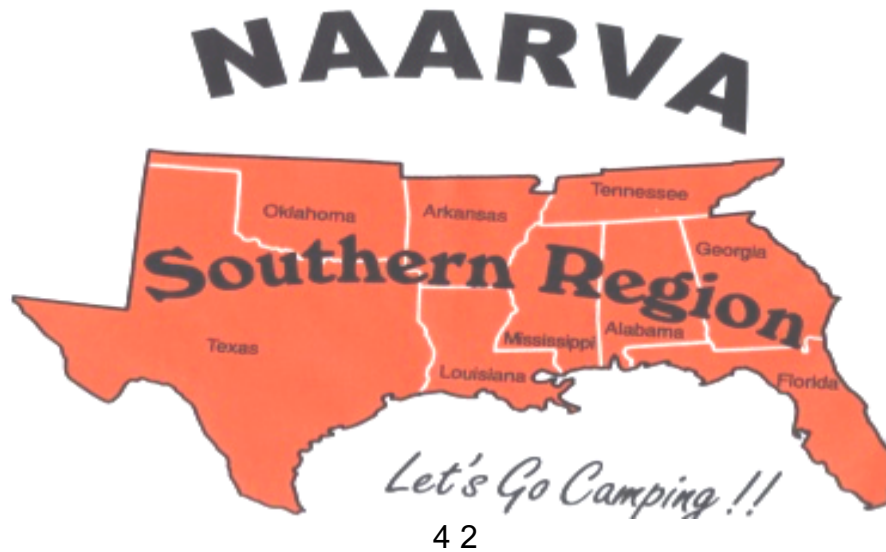 NAARVA
Tennessee
Oklahoma
Arkansas
Georgia
Southern Region
Mississippi
Alabama
Texas
Louisiana
Florida
Let's Go Camping!!
4 2